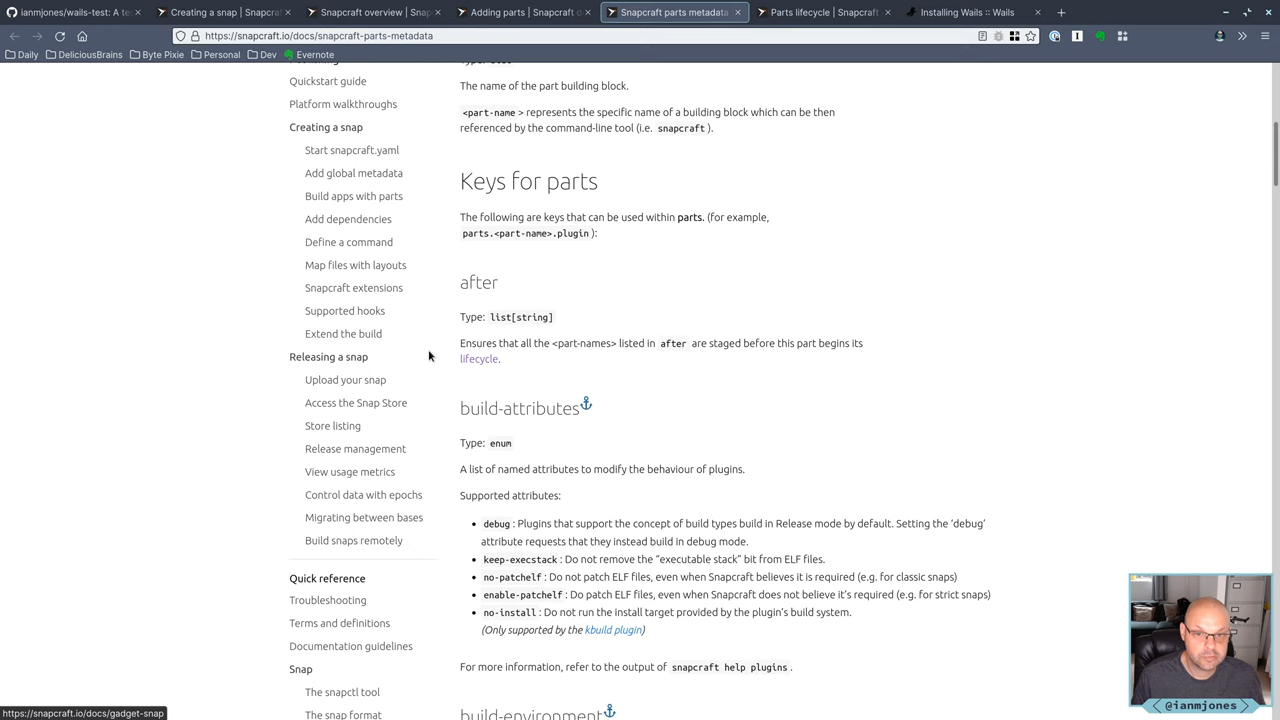 ianmjones/wails-test: A tes
Creating a snap | Snapcraf
Snapcraft overview | Snap
Adding parts | Snapcraft d
Snapcraft parts metadata
Parts lifecycle | Snapcraft
Installing Wails :: Wails
https://snapcraft.io/docs/snapcraft-parts-metadata
Daily
DeliciousBrains
Byte Pixie
Personal
Dev
Evernote
Quickstart guide
Platform walkthroughs
Creating a snap
Start snapcraft.yaml
Add global metadata
Build apps with parts
Add dependencies
Define a command
Map files with layouts
Snapcraft extensions
Supported hooks
Extend the build
Releasing a snap
Upload your snap
Access the Snap Store
Store listing
Release management
View usage metrics
Control data with epochs
Migrating between bases
Build snaps remotely
Quick reference
Troubleshooting
Terms and definitions
Documentation guidelines
Snap
The snapctl tool
The snap format
The name of the part building block.
<part-name > represents the specific name of a building block which can be then
referenced by the command-line tool (i.e. snapcraft ).
Keys for parts
The following are keys that can be used within parts. (for example,
parts.<part-name>.plugin ):
after
Type: list[string]
Ensures that all the <part-names> listed in after are staged before this part begins its
lifecycle.
build-attributes
Type: enum
A list of named attributes to modify the behaviour of plugins.
Supported attributes:
• debug : Plugins that support the concept of build types build in Release mode by default. Setting the ‘debug’
attribute requests that they instead build in debug mode.
• keep-execstack : Do not remove the “executable stack” bit from ELF files.
• no-patchelf : Do not patch ELF files, even when Snapcraft believes it is required (e.g. for classic snaps)
• enable-patchelf : Do patch ELF files, even when Snapcraft does not believe it’s required (e.g. for strict snaps)
• no-install : Do not run the install target provided by the plugin’s build system.
(Only supported by the kbuild plugin)
For more information, refer to the output of snapcraft help plugins .
build-environment
https://snapcraft.io/docs/gadget-snap
@ianmjones